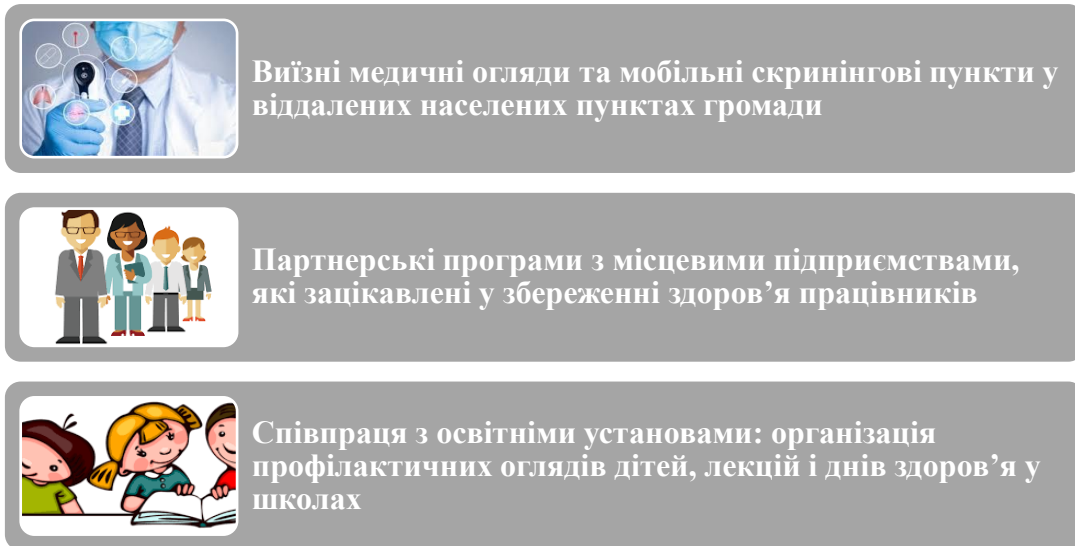 Виїзні медичні огляди та мобільні скринінгові пункти у
віддалених населених пунктах громади
Партнерські програми з місцевими підприємствами,
які зацікавлені у збереженні здоров’я працівників
Співпраця з освітніми установами: організація
профілактичних оглядів дітей, лекцій і днів здоров’я у
школах